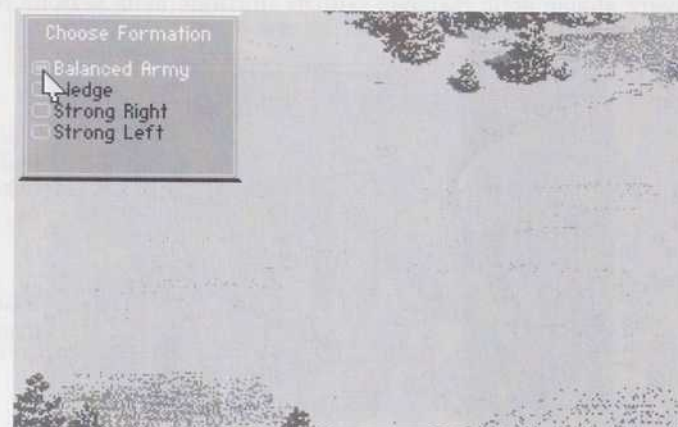 Choose Formation
Balanced Army
Wedge
Strong Right
Strong Left